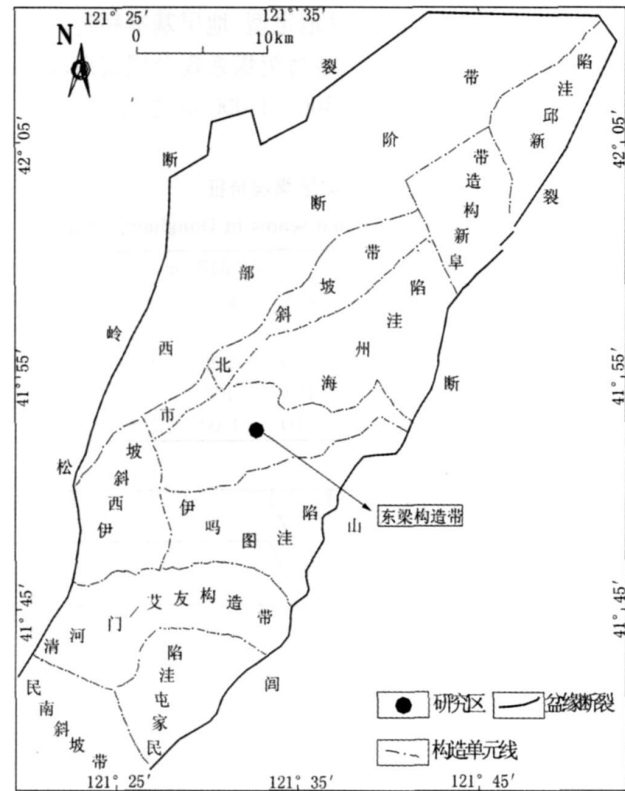 121° 25′
121° 35′
N
0
10km
42° 05′
42° 05′
41° 55′
41° 55′
41° 45′
41° 45′
121° 25′
121° 35′
121° 45′
松岭断裂
西部断阶带
新邱洼陷
阜新构造带
市北斜坡带
海州洼陷
闾山断裂
东梁构造带
伊西斜坡
伊吗图洼陷
清河门-艾友构造带
民家屯洼陷
民南斜坡带
研究区
盆缘断裂
构造单元线